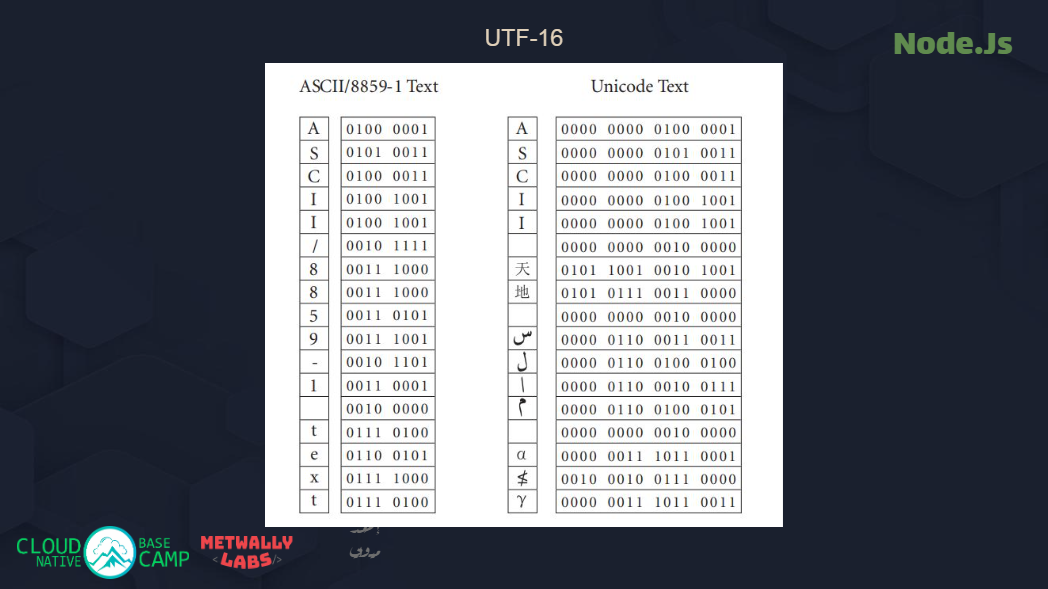 UTF-16
Node.Js
ASCII/8859-1 Text Unicode Text
A 0100 0001 A 0000 0000 0100 0001
S 0101 0011 S 0000 0000 0101 0011
C 0100 0011 C 0000 0000 0100 0011
I 0100 1001 I 0000 0000 0100 1001
I 0100 1001 I 0000 0000 0100 1001
/ 0010 1111 0000 0000 0010 0000
8 0011 1000 天 0101 1001 0010 1001
8 0011 1000 地 0101 0111 0011 0000
5 0011 0101 0000 0000 0010 0000
9 0011 1001 س 0000 0110 0011 0011
- 0010 1101 ل 0000 0110 0100 0100
1 0011 0001 ا 0000 0110 0010 0111
0010 0000 م 0000 0110 0100 0101
t 0111 0100 0000 0000 0010 0000
e 0110 0101 α 0000 0011 1011 0001
x 0111 1000 ≰ 0010 0010 0111 0000
t 0111 0100 γ 0000 0011 1011 0011
CLOUD NATIVE BASE CAMP
METWALLY
<LABS/>